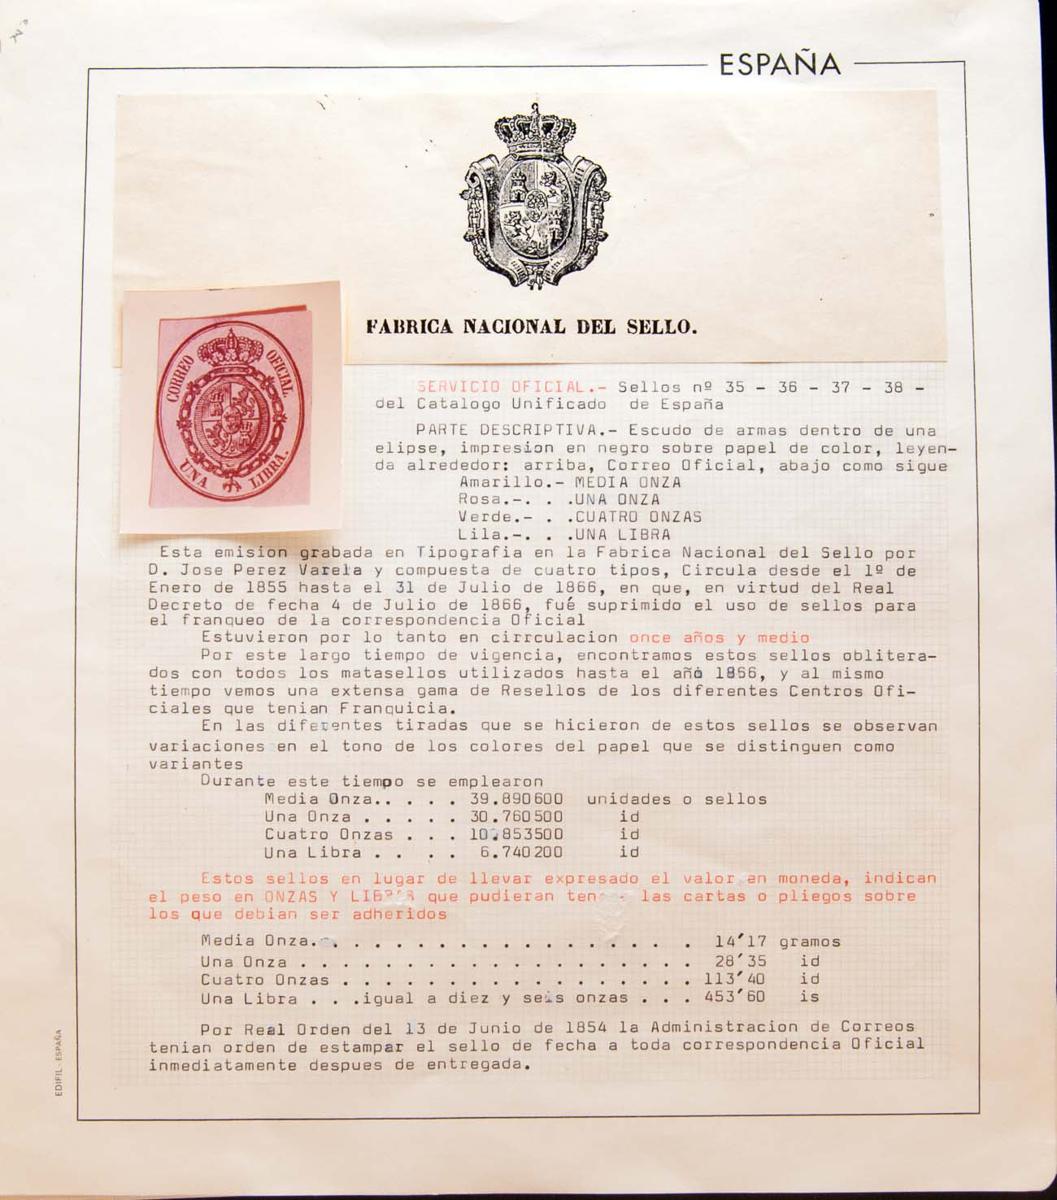 ESPAÑA
FABRICA NACIONAL DEL SELLO.
CORREO OFICIAL
UNA LIBRA.
SERVICIO OFICIAL.- Sellos nº 35 - 36 - 37 - 38 -
del Catalogo Unificado de España
PARTE DESCRIPTIVA.- Escudo de armas dentro de una
elipse, impresion en negro sobre papel de color, leyen-
da alrededor: arriba, Correo Oficial, abajo como sigue
Amarillo.- MEDIA ONZA
Rosa.-. . .UNA ONZA
Verde.- . .CUATRO ONZAS
Lila.-. . .UNA LIBRA
Esta emision grabada en Tipografia en la Fabrica Nacional del Sello por
D. Jose Perez Varela y compuesta de cuatro tipos, Circula desde el 1º de
Enero de 1855 hasta el 31 de Julio de 1866, en que, en virtud del Real
Decreto de fecha 4 de Julio de 1866, fué suprimido el uso de sellos para
el franqueo de la correspondencia Oficial
Estuvieron por lo tanto en cirrculacion once años y medio
Por este largo tiempo de vigencia, encontramos estos sellos oblitera-
dos con todos los matasellos utilizados hasta el año 1866, y al mismo
tiempo vemos una extensa gama de Resellos de los diferentes Centros Ofi-
ciales que tenian Franquicia.
En las diferentes tiradas que se hicieron de estos sellos se observan
variaciones en el tono de los colores del papel que se distinguen como
variantes
Durante este tiempo se emplearon
Media Onza.. . . . . 39.890600 unidades o sellos
Una Onza . . . . . 30.760500 id
Cuatro Onzas . . . 10.853500 id
Una Libra . . . . 6.740200 id
Estos sellos en lugar de llevar expresado el valor en moneda, indican
el peso en ONZAS Y LIBRAS que pudieran tener las cartas o pliegos sobre
los que debian ser adheridos
Media Onza. . . . . . . . . . . . . . . . . . . . 14'17 gramos
Una Onza . . . . . . . . . . . . . . . . . . . . . 28'35 id
Cuatro Onzas . . . . . . . . . . . . . . . . . . 113'40 id
Una Libra . . .igual a diez y seis onzas . . . 453'60 is
Por Real Orden del 13 de Junio de 1854 la Administracion de Correos
tenian orden de estampar el sello de fecha a toda correspondencia Oficial
inmediatamente despues de entregada.
EDIFIL - ESPAÑA